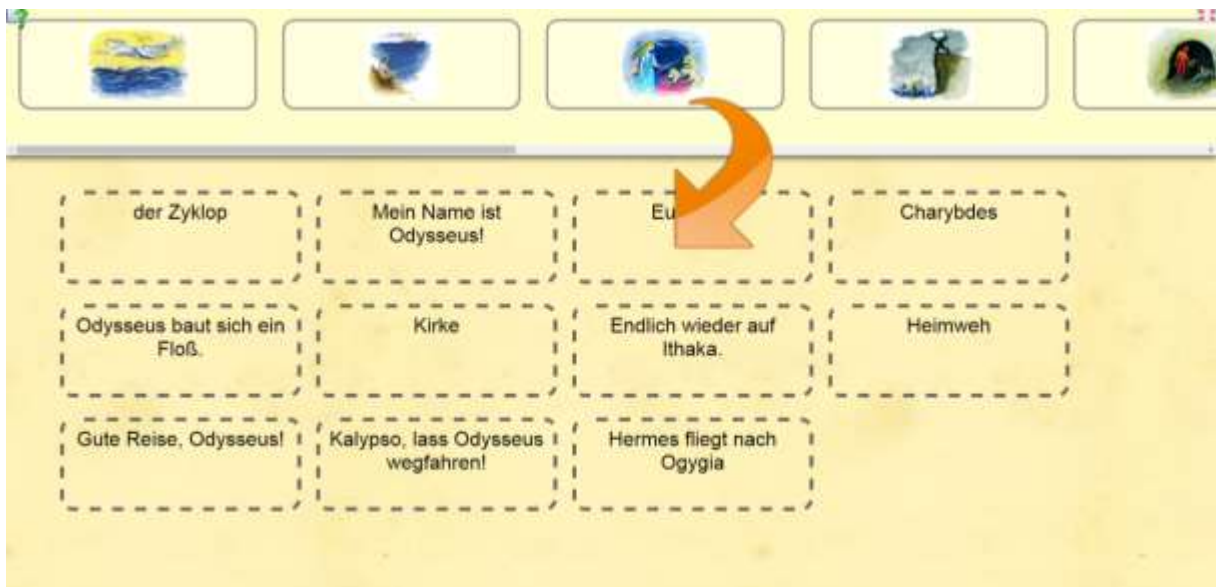 der Zyklop
Mein Name ist
Odysseus!
Charybdes
Odysseus baut sich ein
Floß.
Kirke
Endlich wieder auf
Ithaka.
Heimweh
Gute Reise, Odysseus!
Kalypso, lass Odysseus
wegfahren!
Hermes fliegt nach
Ogygia